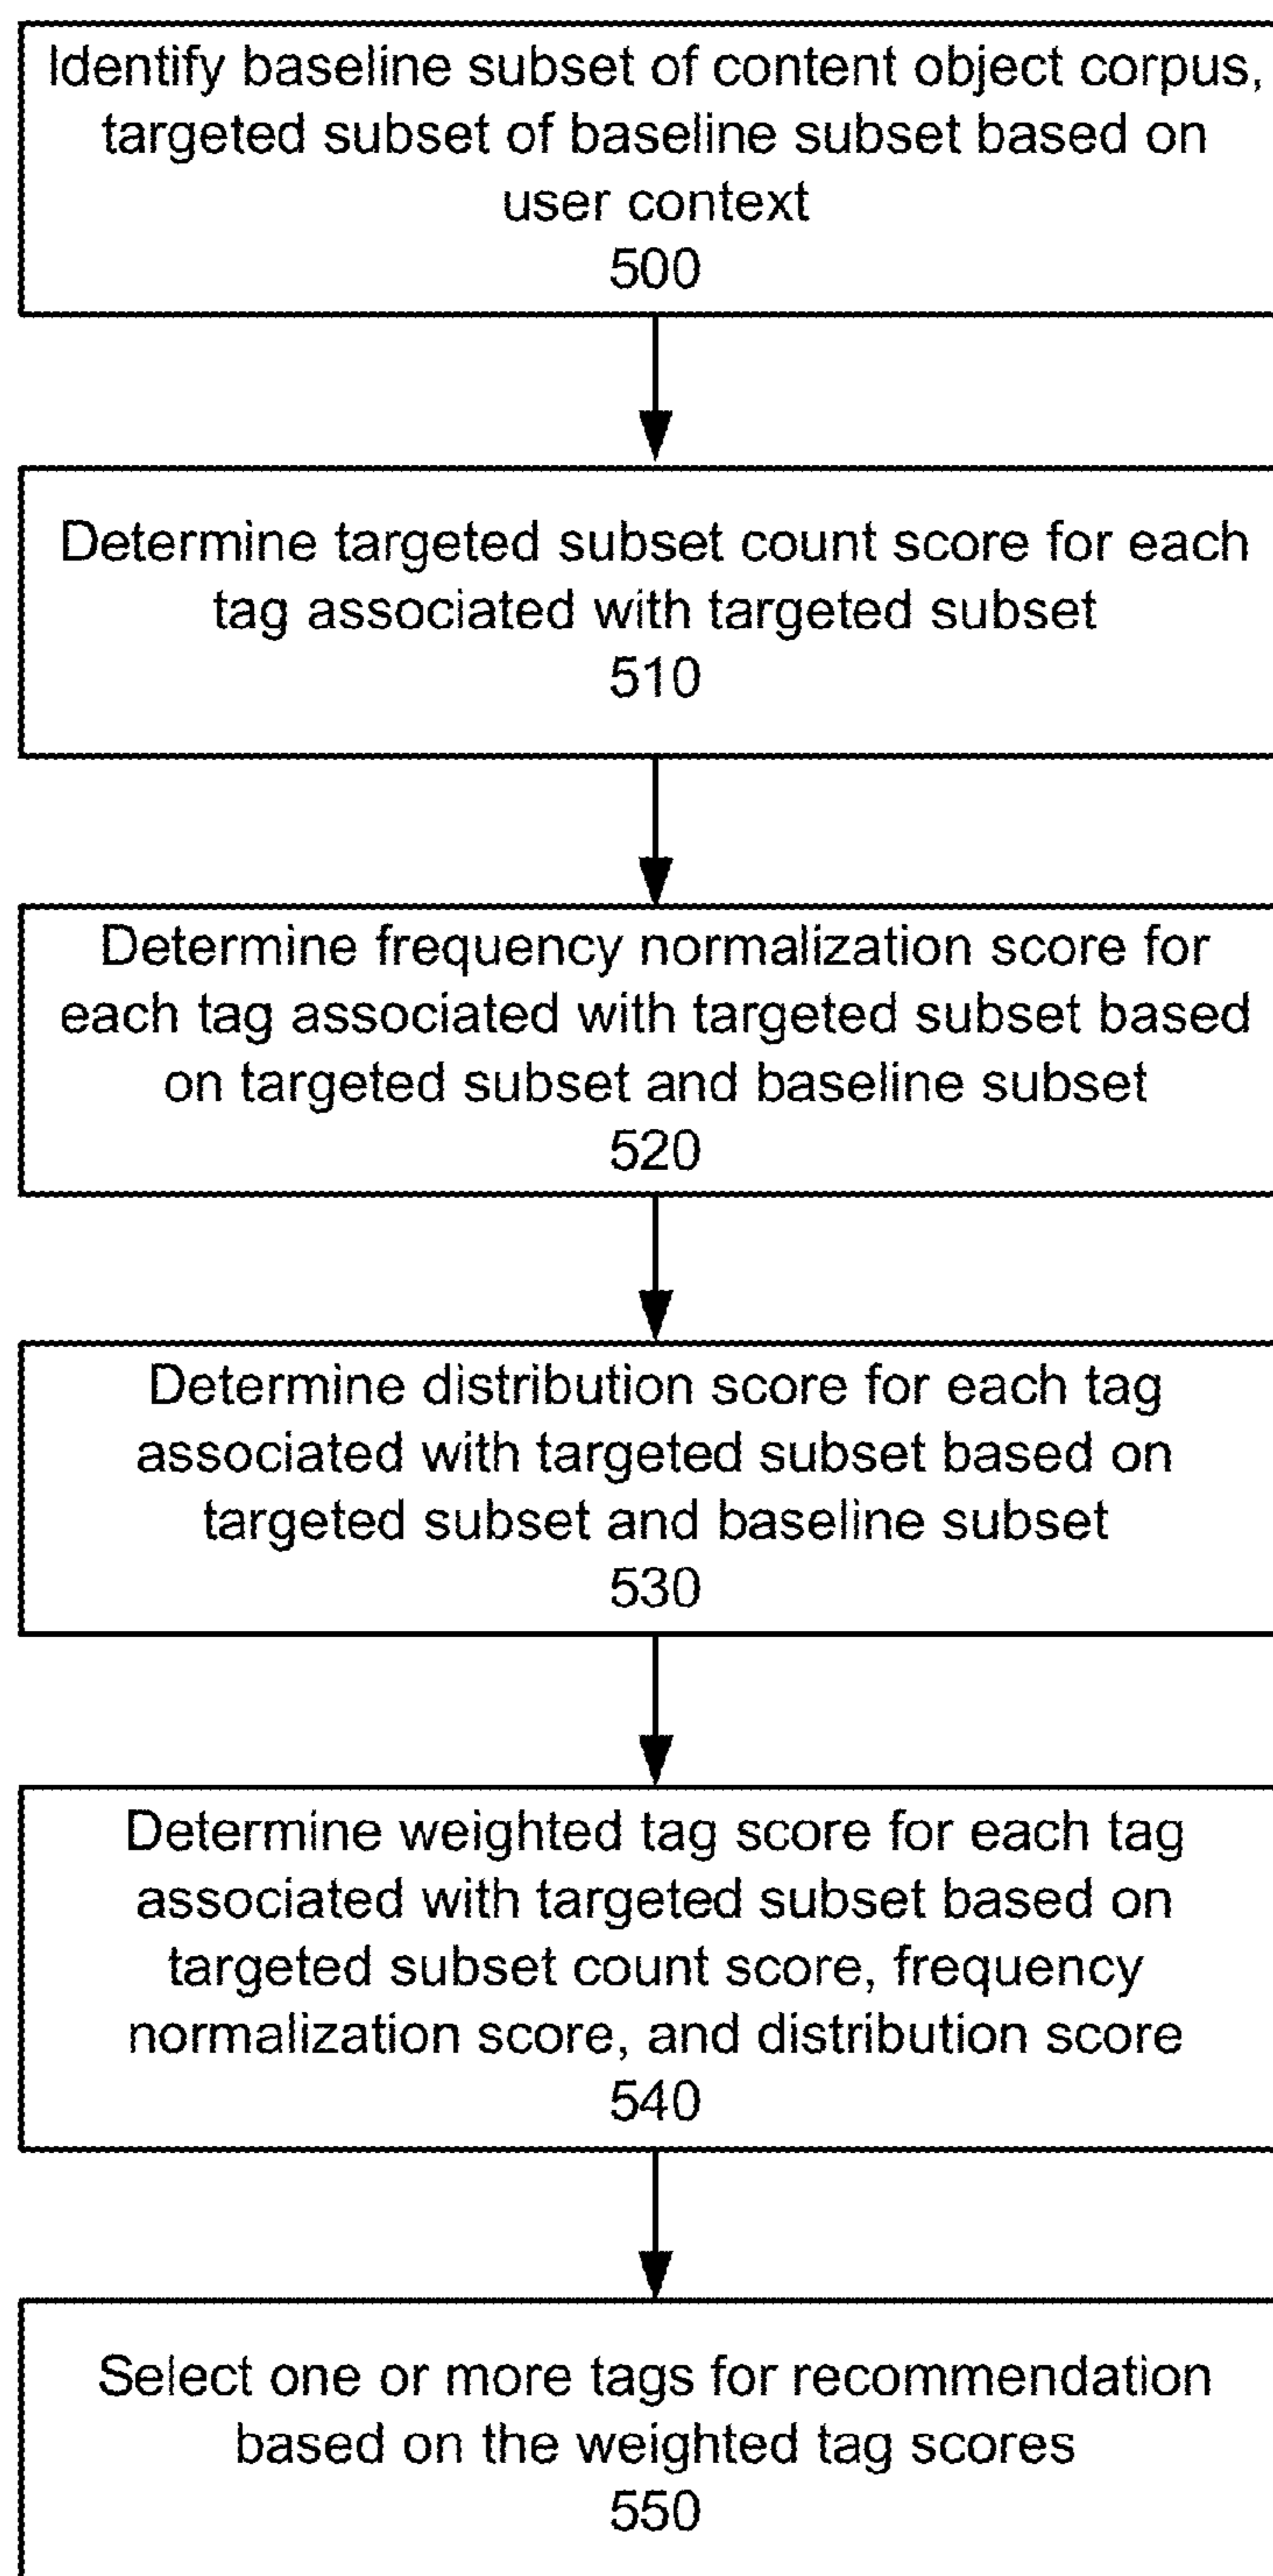 Identify baseline subset of content object corpus,
targeted subset of baseline subset based on
user context
500
Determine targeted subset count score for each
tag associated with targeted subset
510
Determine frequency normalization score for
each tag associated with targeted subset based
on targeted subset and baseline subset
520
Determine distribution score for each tag
associated with targeted subset based on
targeted subset and baseline subset
530
Determine weighted tag score for each tag
associated with targeted subset based on
targeted subset count score, frequency
normalization score, and distribution score
540
Select one or more tags for recommendation
based on the weighted tag scores
550